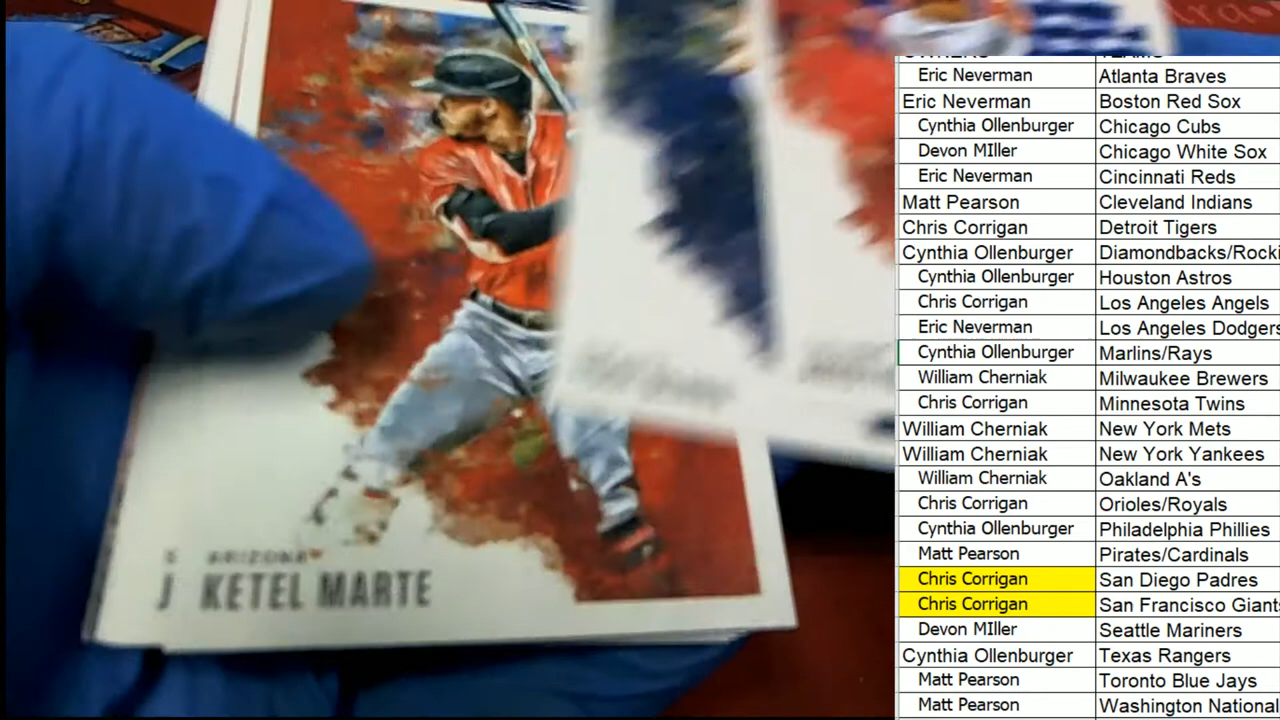 ARIZONA
KETEL MARTE
OWNERS TEAMS
Eric Neverman Atlanta Braves
Eric Neverman Boston Red Sox
Cynthia Ollenburger Chicago Cubs
Devon MIller Chicago White Sox
Eric Neverman Cincinnati Reds
Matt Pearson Cleveland Indians
Chris Corrigan Detroit Tigers
Cynthia Ollenburger Diamondbacks/Rocki
Cynthia Ollenburger Houston Astros
Chris Corrigan Los Angeles Angels
Eric Neverman Los Angeles Dodgers
Cynthia Ollenburger Marlins/Rays
William Cherniak Milwaukee Brewers
Chris Corrigan Minnesota Twins
William Cherniak New York Mets
William Cherniak New York Yankees
William Cherniak Oakland A's
Chris Corrigan Orioles/Royals
Cynthia Ollenburger Philadelphia Phillies
Matt Pearson Pirates/Cardinals
Chris Corrigan San Diego Padres
Chris Corrigan San Francisco Giants
Devon MIller Seattle Mariners
Cynthia Ollenburger Texas Rangers
Matt Pearson Toronto Blue Jays
Matt Pearson Washington National